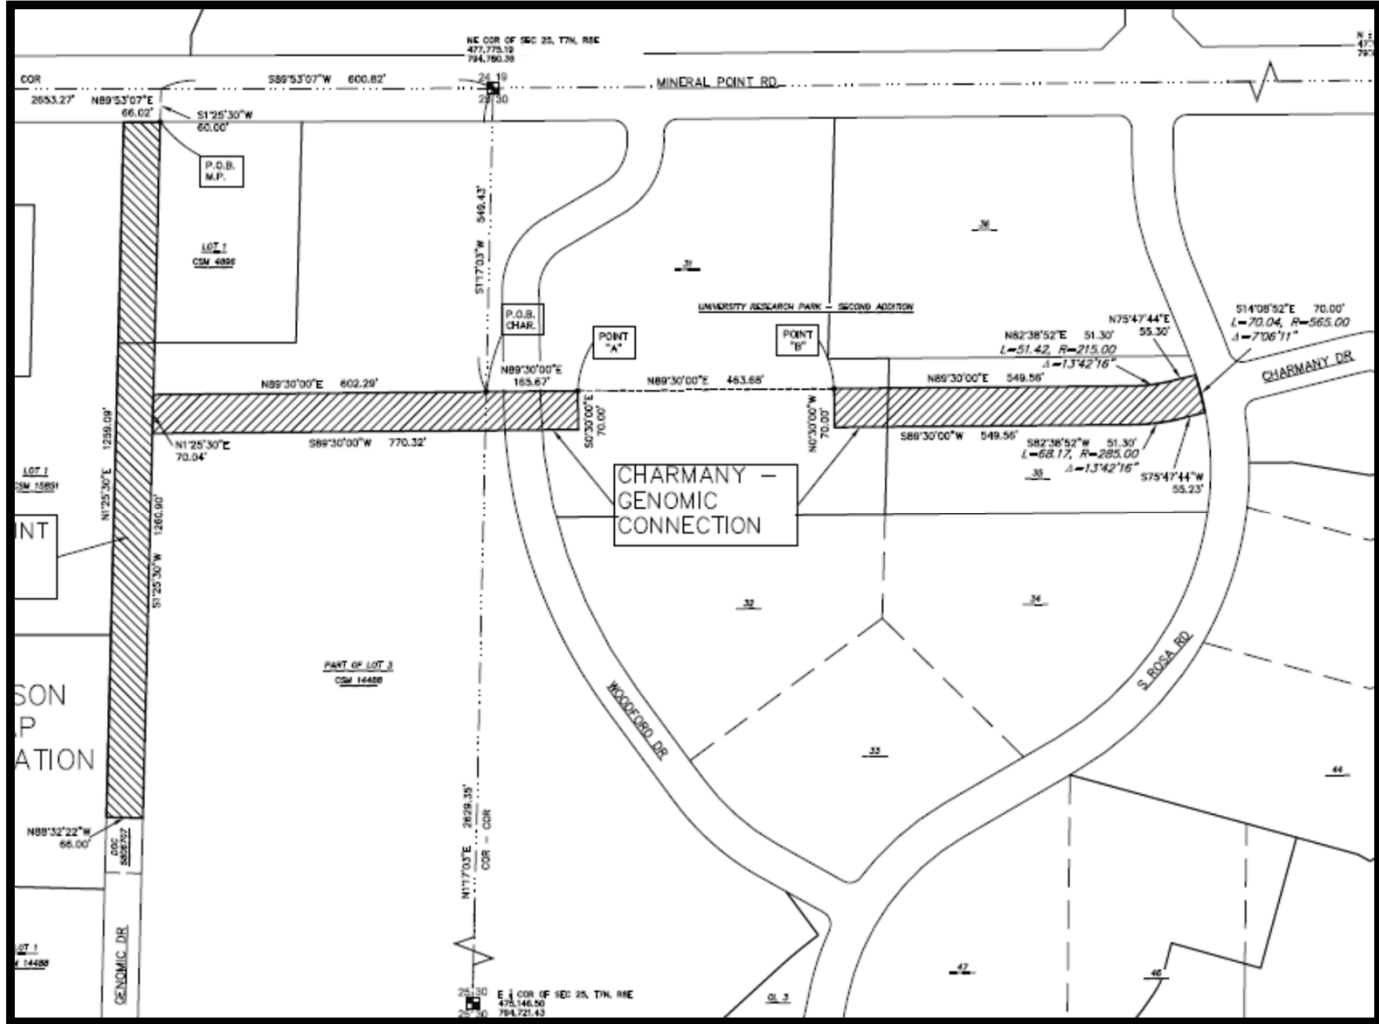 NE COR OF SEC 25, T7N, R8E
477,775.19
794,780.38
COR
2653.27'
N89°53'07"E
66.02'
S89°53'07"W 600.82'
24 19
25 30
MINERAL POINT RD
S1°25'30"W
60.00'
P.O.B.
M.P.
LOT 1
CSM 4896
S1°17'03"W 549.43'
31
36
UNIVERSITY RESEARCH PARK - SECOND ADDITION
P.O.B.
CHAR.
POINT
"A"
POINT
"B"
N75°47'44"E
55.30'
S14°08'52"E 70.00'
L=70.04, R=565.00
Δ=7°06'11"
N82°38'52"E 51.30'
L=51.42, R=215.00
Δ=13°42'16"
CHARMANY DR
N89°30'00"E 602.29'
N89°30'00"E
165.67'
N89°30'00"E 463.68'
N89°30'00"E 549.56'
N1°25'30"E
70.04'
S89°30'00"W 770.32'
S0°30'00"E
70.00'
N0°30'00"W
70.00'
S89°30'00"W 549.56'
S82°38'52"W 51.30'
L=68.17, R=285.00
Δ=13°42'16"
S75°47'44"W
55.23'
35
N1°25'30"E 1259.09'
S1°25'30"W 1260.90'
LOT 1
CHARMANY -
GENOMIC
CONNECTION
INT
32
34
PART OF LOT 3
CSM 14488
WOODFORD DR
S ROSA RD
SON
AP
ATION
33
44
N1°17'03"E 2629.35'
COR - COR
N88°32'22"W
66.00'
DOC
GENOMIC DR
LOT 1
14488
25 30
25 30
E ¼ COR OF SEC 25, T7N, R8E
475,146.50
794,721.43
OL 3
47
46